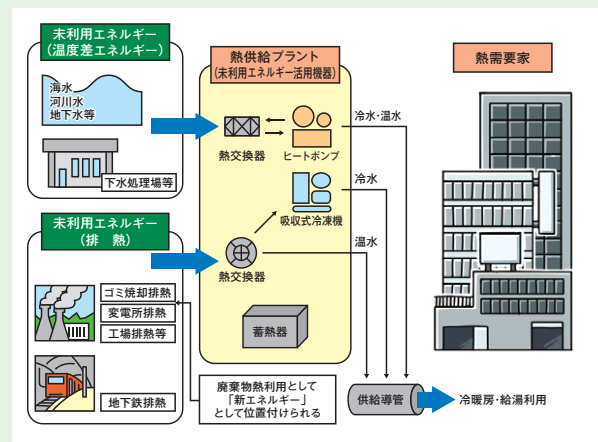 未利用エネルギー
(温度差エネルギー)
海水
河川水
地下水等
下水処理場等
未利用エネルギー
(排　熱)
ゴミ焼却排熱
変電所排熱
工場排熱等
地下鉄排熱
熱供給プラント
(未利用エネルギー活用機器)
熱交換器
ヒートポンプ
吸収式冷凍機
熱交換器
蓄熱器
廃棄物熱利用として
「新エネルギー」
として位置付けられる
冷水・温水
冷水
温水
供給導管
熱需要家
冷暖房・給湯利用